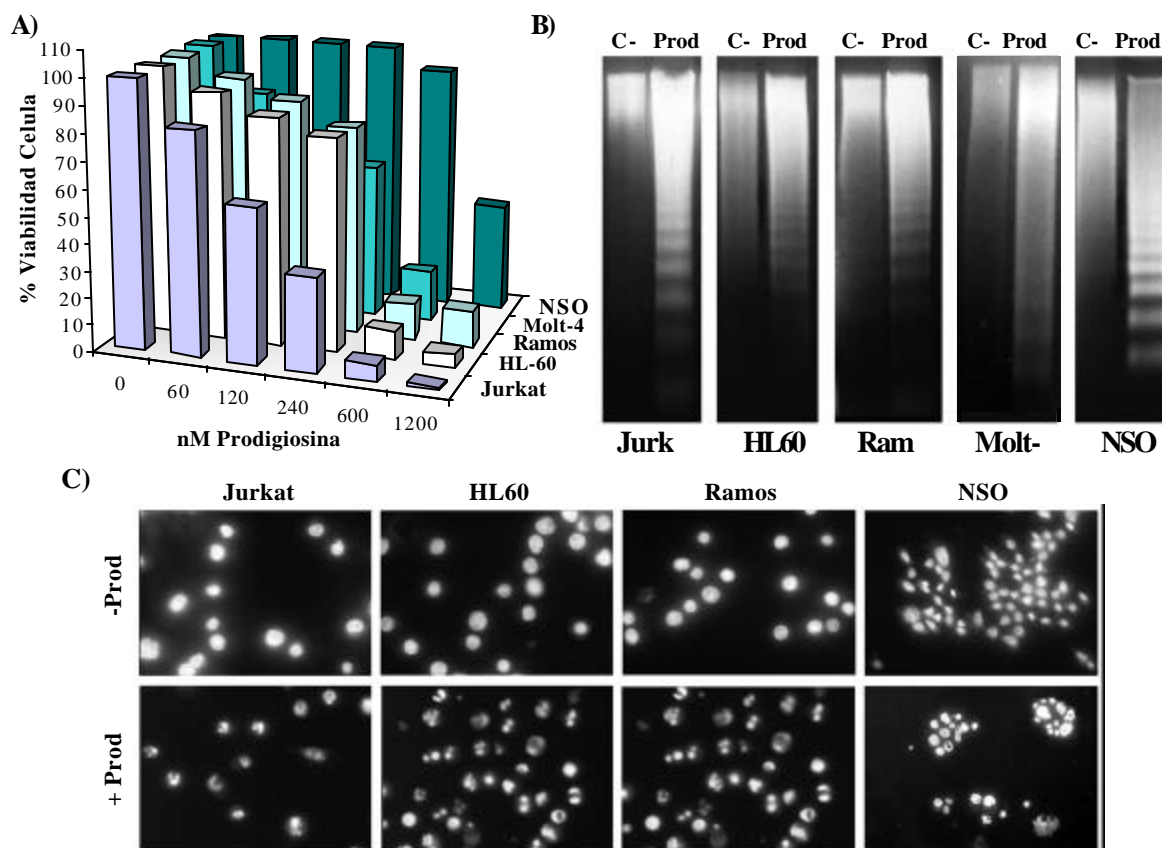 A)
% Viabilidad Celula
110
100
90
80
70
60
50
40
30
20
10
0
0
60
120
240
600
1200
nM Prodigiosina
NSO
Molt-4
Ramos
HL-60
Jurkat
B)
C- Prod C- Prod C- Prod C- Prod C- Prod
Jurk HL60 Ram Molt- NSO
C)
Jurkat HL60 Ramos NSO
-Prod
+ Prod